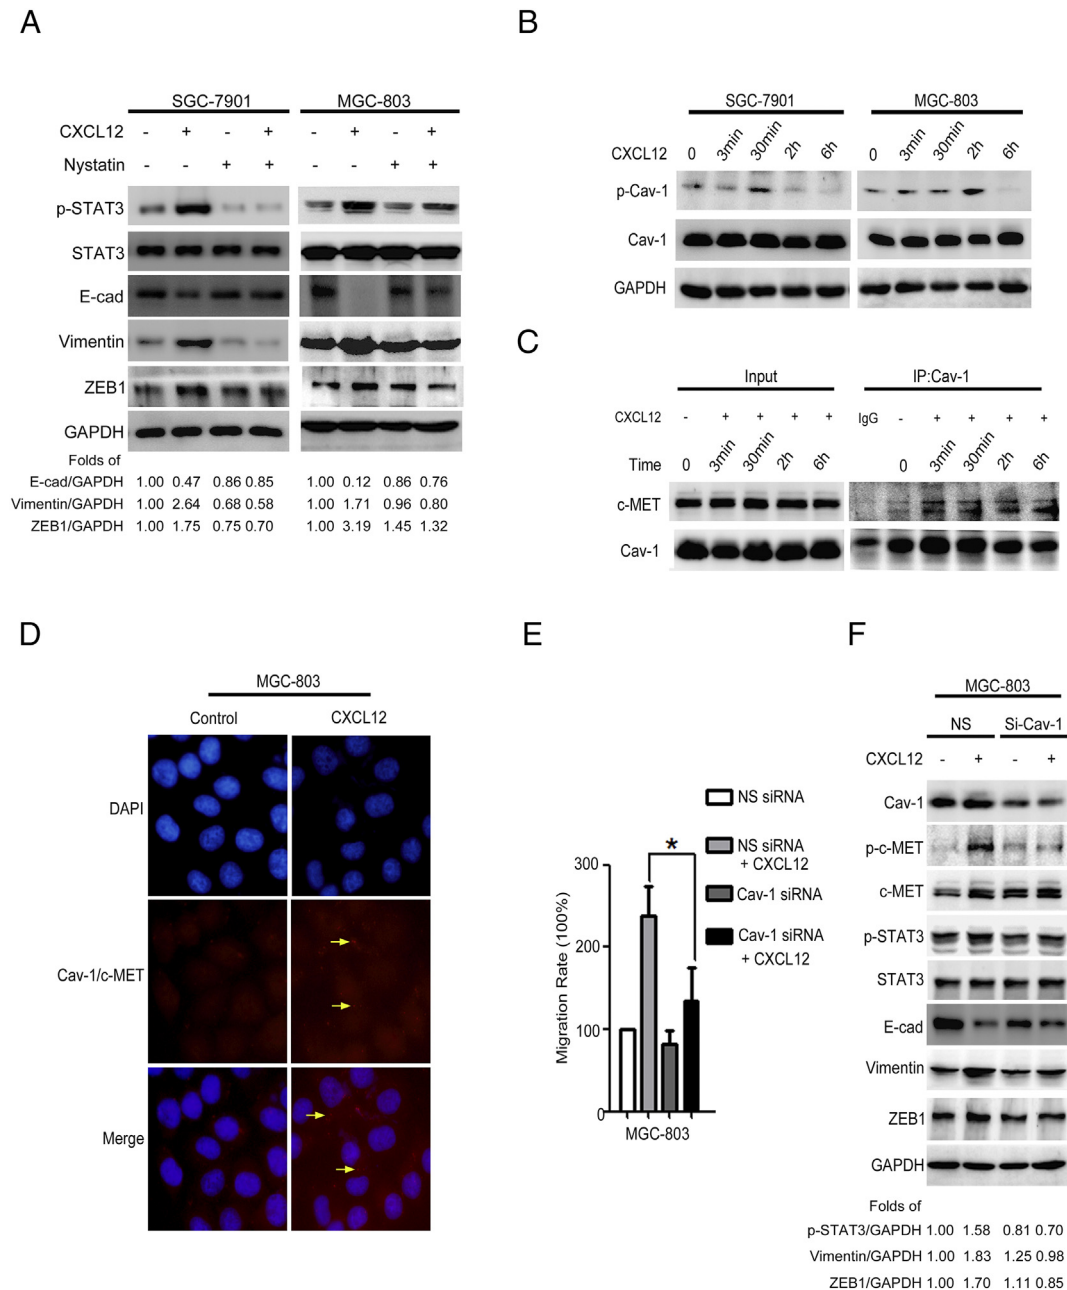 A
SGC-7901 MGC-803
CXCL12 - + - + - + - +
Nystatin - - + + - - + +
p-STAT3
STAT3
E-cad
Vimentin
ZEB1
GAPDH
Folds of
E-cad/GAPDH 1.00 0.47 0.86 0.85 1.00 0.12 0.86 0.76
Vimentin/GAPDH 1.00 2.64 0.68 0.58 1.00 1.71 0.96 0.80
ZEB1/GAPDH 1.00 1.75 0.75 0.70 1.00 3.19 1.45 1.32
B
SGC-7901 MGC-803
CXCL12 0 3min 30min 2h 6h 0 3min 30min 2h 6h
p-Cav-1
Cav-1
GAPDH
C
Input IP:Cav-1
CXCL12 - + + + + IgG - + + + +
Time 0 3min 30min 2h 6h 0 3min 30min 2h 6h
c-MET
Cav-1
D
MGC-803
Control CXCL12
DAPI
Cav-1/c-MET
Merge
E
NS siRNA
NS siRNA
+ CXCL12
Cav-1 siRNA
Cav-1 siRNA
+ CXCL12
*
Migration Rate (100%)
300
200
100
0
MGC-803
F
MGC-803
NS Si-Cav-1
CXCL12 - + - +
Cav-1
p-c-MET
c-MET
p-STAT3
STAT3
E-cad
Vimentin
ZEB1
GAPDH
Folds of
p-STAT3/GAPDH 1.00 1.58 0.81 0.70
Vimentin/GAPDH 1.00 1.83 1.25 0.98
ZEB1/GAPDH 1.00 1.70 1.11 0.85